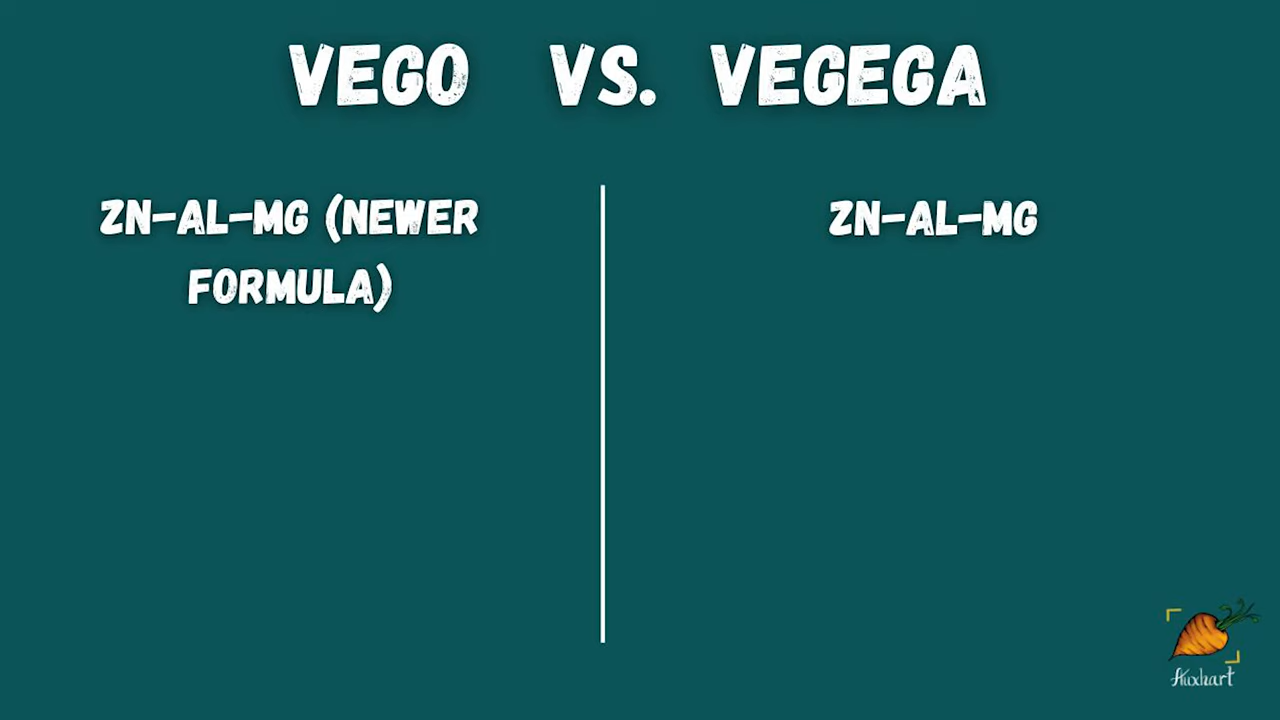 VEGO VS. VEGEGA
ZN-AL-MG (NEWER
FORMULA)
ZN-AL-MG